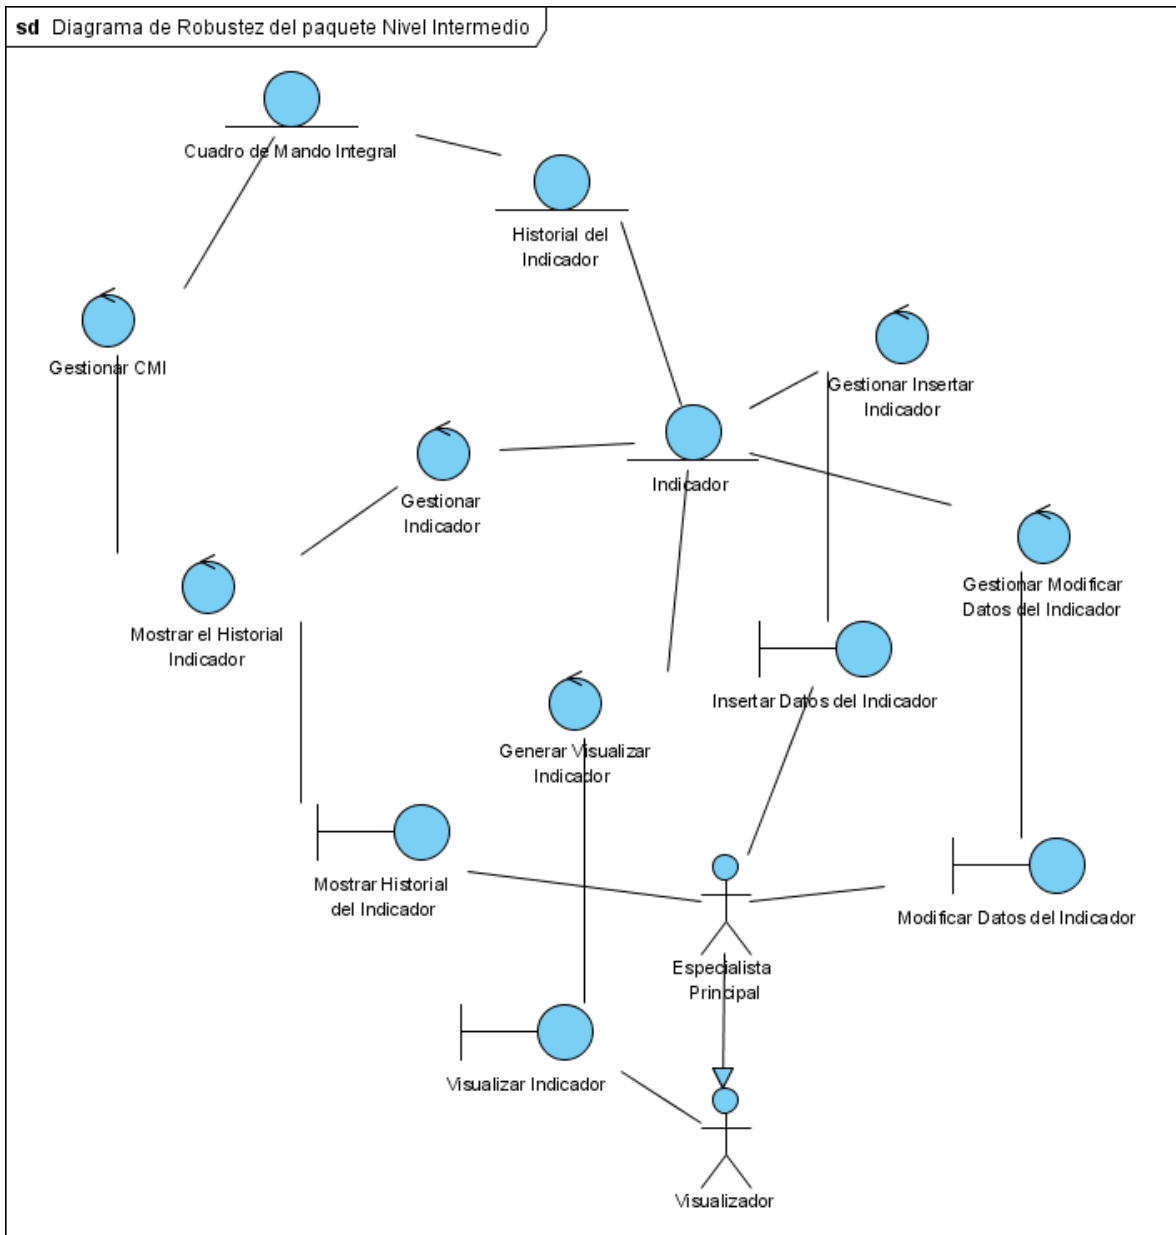 sd Diagrama de Robustez del paquete Nivel Intermedio
Cuadro de Mando Integral
Historial del
Indicador
Gestionar CMI
Gestionar Insertar
Indicador
Gestionar
Indicador
Indicador
Gestionar Modificar
Datos del Indicador
Mostrar el Historial
Indicador
Insertar Datos del Indicador
Generar Visualizar
Indicador
Mostrar Historial
del Indicador
Modificar Datos del Indicador
Especialista
Principal
Visualizar Indicador
Visualizador